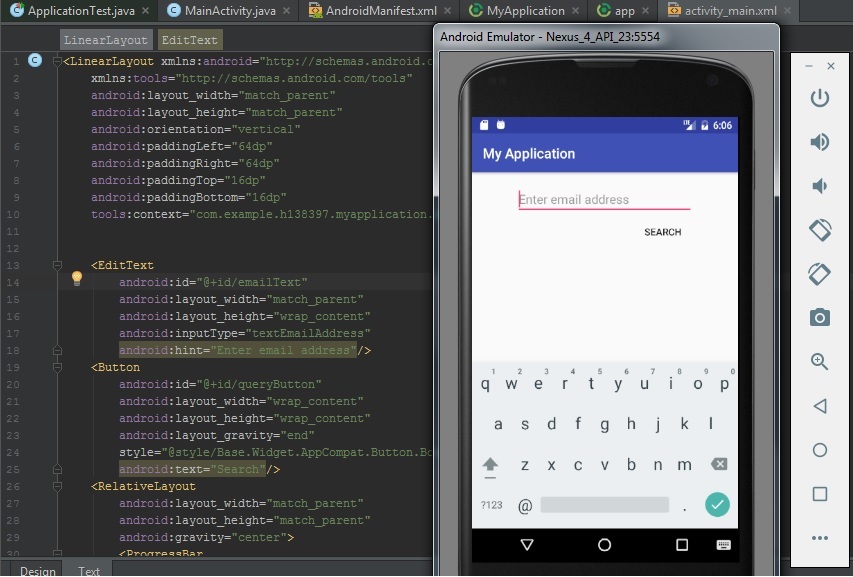 ApplicationTest.java MainActivity.java AndroidManifest.xml MyApplication app activity_main.xml
LinearLayout EditText
1 <LinearLayout xmlns:android="http://schemas.android.c
2 xmlns:tools="http://schemas.android.com/tools"
3 android:layout_width="match_parent"
4 android:layout_height="match_parent"
5 android:orientation="vertical"
6 android:paddingLeft="64dp"
7 android:paddingRight="64dp"
8 android:paddingTop="16dp"
9 android:paddingBottom="16dp"
10 tools:context="com.example.h138397.myapplication.
11
12
13 <EditText
14 android:id="@+id/emailText"
15 android:layout_width="match_parent"
16 android:layout_height="wrap_content"
17 android:inputType="textEmailAddress"
18 android:hint="Enter email address"/>
19 <Button
20 android:id="@+id/queryButton"
21 android:layout_width="wrap_content"
22 android:layout_height="wrap_content"
23 android:layout_gravity="end"
24 style="@style/Base.Widget.AppCompat.Button.Bo
25 android:text="Search"/>
26 <RelativeLayout
27 android:layout_width="match_parent"
28 android:layout_height="match_parent"
29 android:gravity="center">
30 <ProgressBar
Design Text
Android Emulator - Nexus_4_API_23:5554
6:06
My Application
Enter email address
SEARCH
1 2 3 4 5 6 7 8 9 0
q w e r t y u i o p
a s d f g h j k l
z x c v b n m
?123 @ .